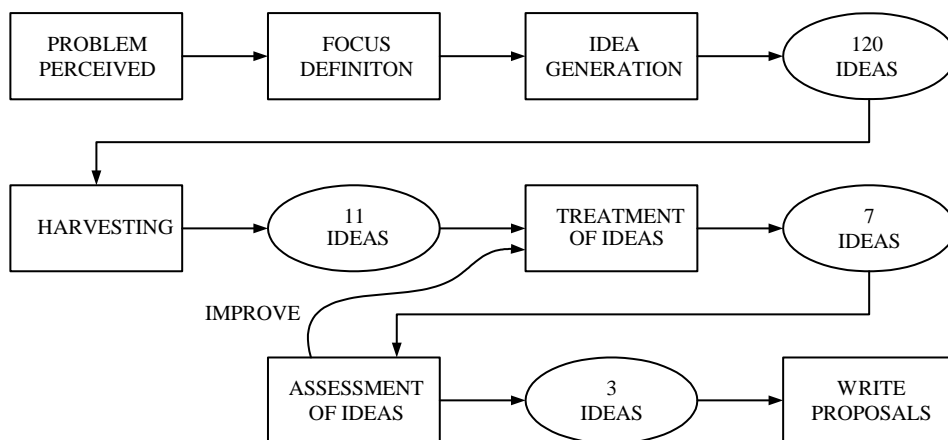 PROBLEM
PERCEIVED
FOCUS
DEFINITON
IDEA
GENERATION
120
IDEAS
HARVESTING
11
IDEAS
TREATMENT
OF IDEAS
7
IDEAS
IMPROVE
ASSESSMENT
OF IDEAS
3
IDEAS
WRITE
PROPOSALS